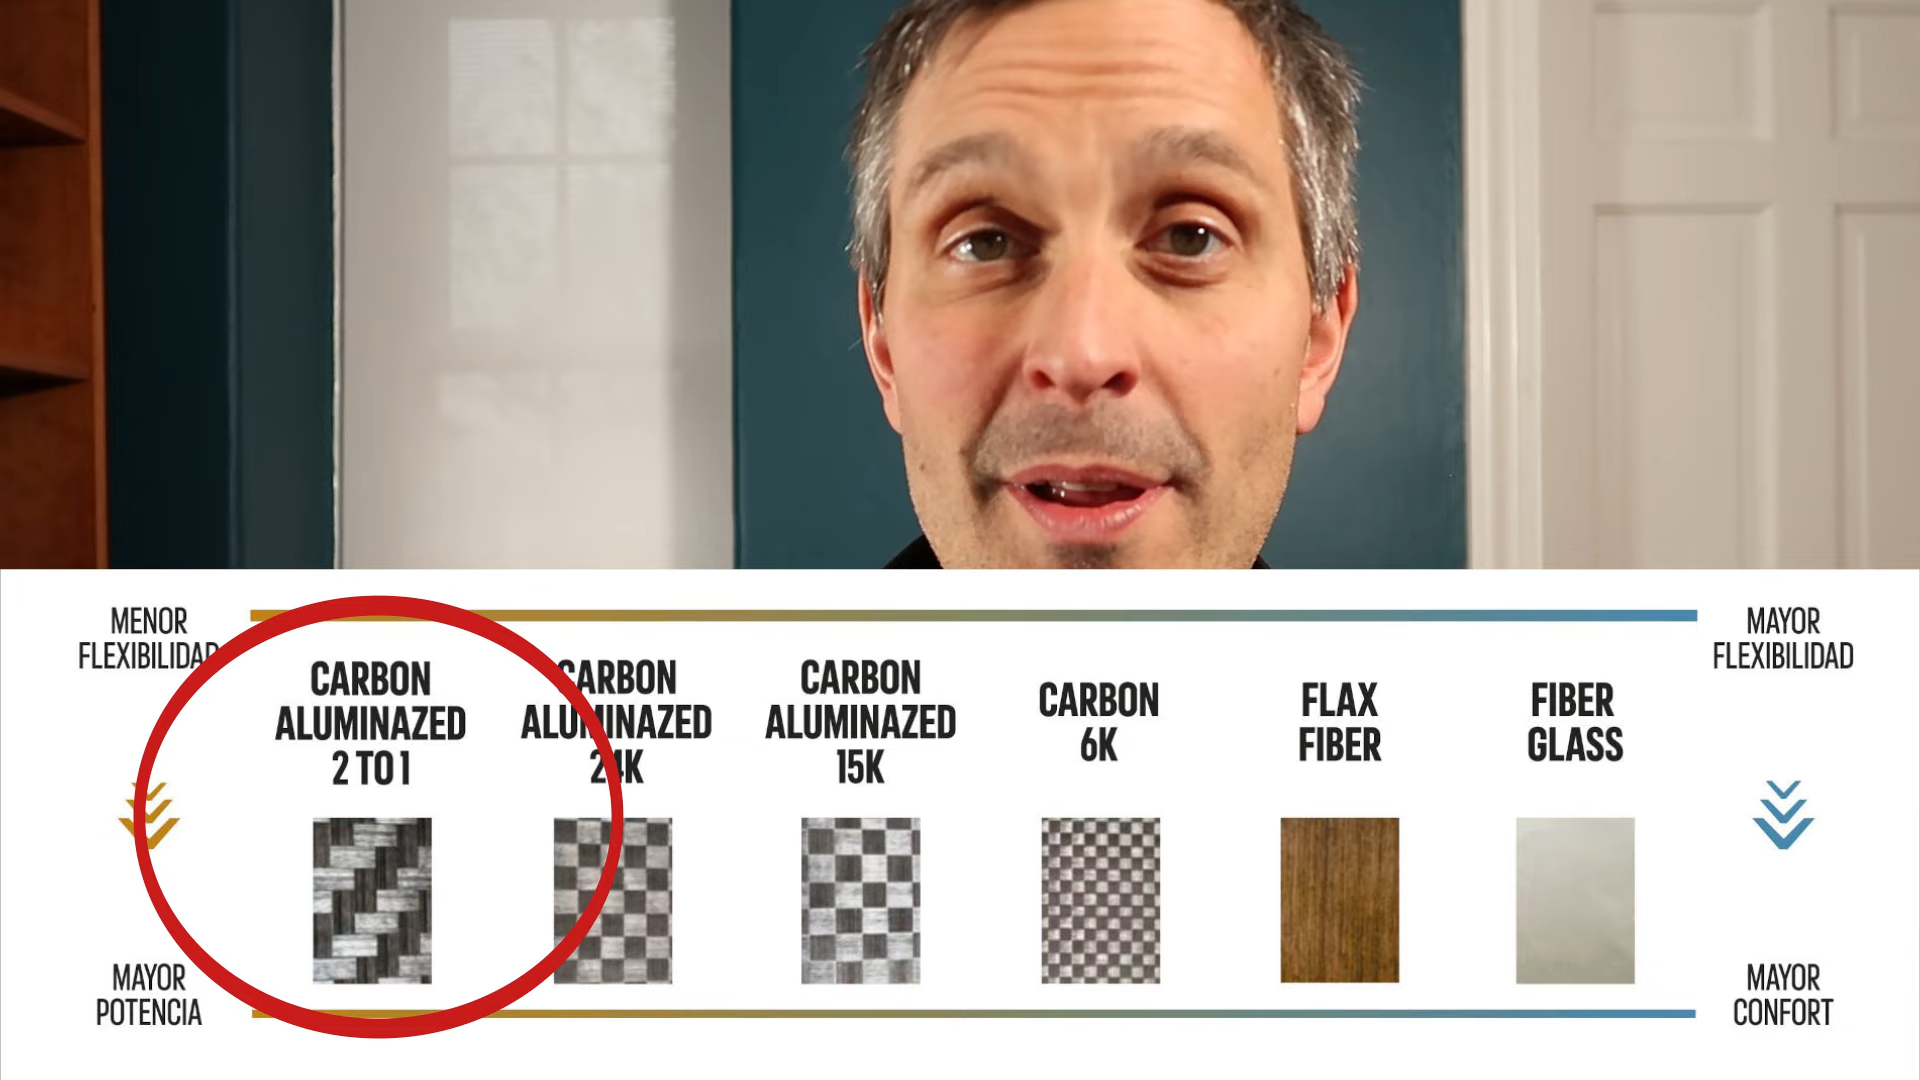 MENOR
FLEXIBILIDAD
CARBON
ALUMINAZED
2 TO 1
CARBON
ALUMINAZED
24K
CARBON
ALUMINAZED
15K
CARBON
6K
FLAX
FIBER
FIBER
GLASS
MAYOR
FLEXIBILIDAD
MAYOR
POTENCIA
MAYOR
CONFORT